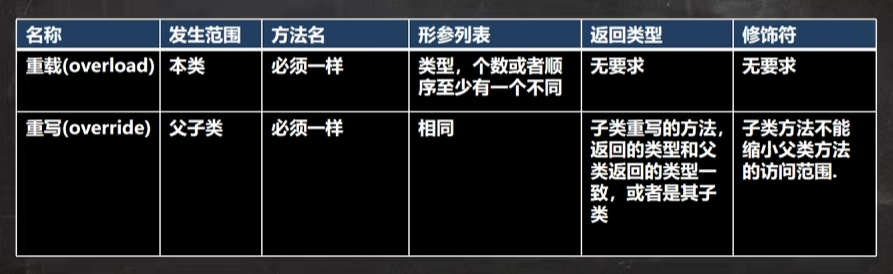 名称 发生范围 方法名 形参列表 返回类型 修饰符
重载(overload) 本类 必须一样 类型，个数或者顺
序至少有一个不同 无要求 无要求
重写(override) 父子类 必须一样 相同 子类重写的方法，
返回的类型和父
类返回的类型一
致，或者是其子
类 子类方法不能
缩小父类方法
的访问范围.